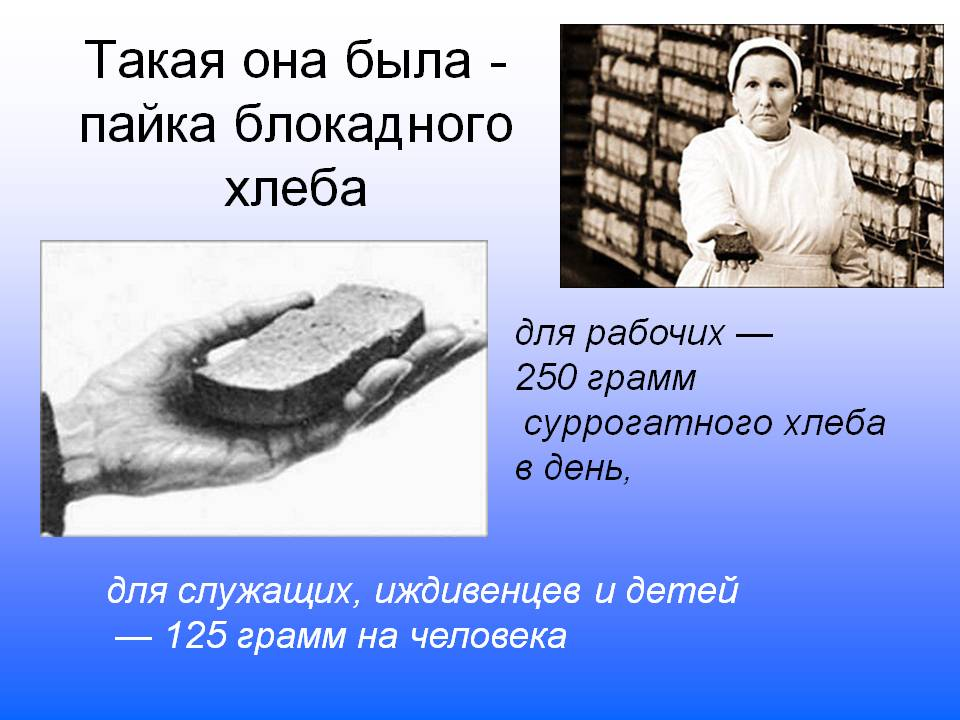 Такая она была -
пайка блокадного
хлеба
для рабочих —
250 грамм
суррогатного хлеба
в день,
для служащих, иждивенцев и детей
— 125 грамм на человека